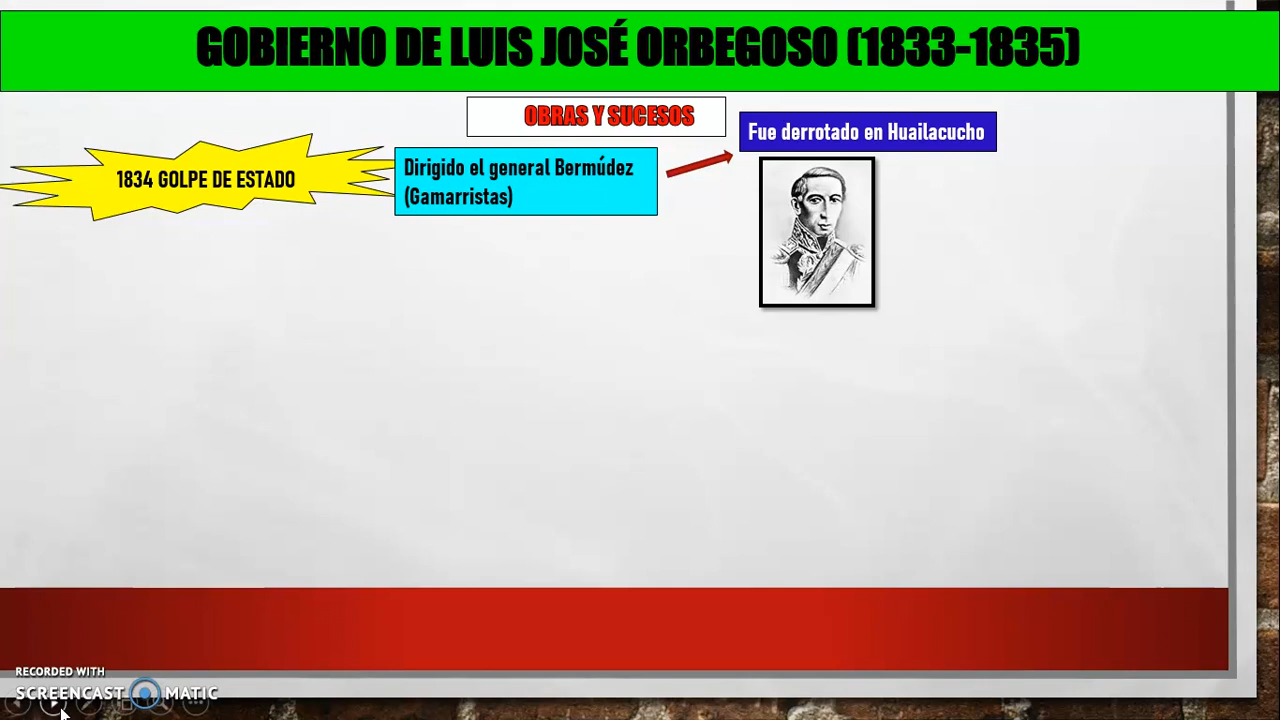 GOBIERNO DE LUIS JOSÉ ORBEGOSO (1833-1835)
OBRAS Y SUCESOS
1834 GOLPE DE ESTADO
Dirigido el general Bermúdez
(Gamarristas)
Fue derrotado en Huailacucho
RECORDED WITH
SCREENCAST MATIC